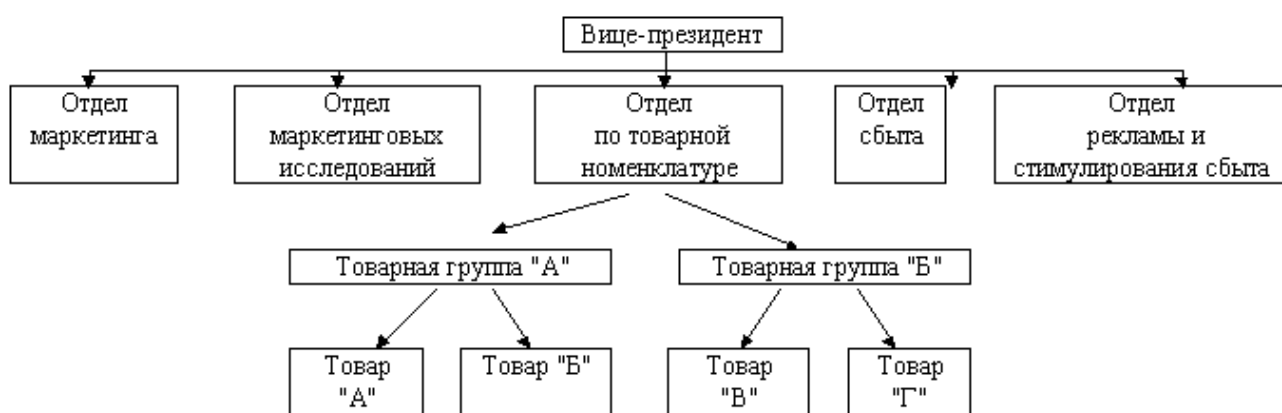 Вице-президент
Отдел
маркетинга
Отдел
маркетинговых
исследований
Отдел
по товарной
номенклатуре
Отдел
сбыта
Отдел
рекламы и
стимулирования сбыта
Товарная группа "А"
Товарная группа "Б"
Товар
"А"
Товар "Б"
Товар
"В"
Товар
"Г"